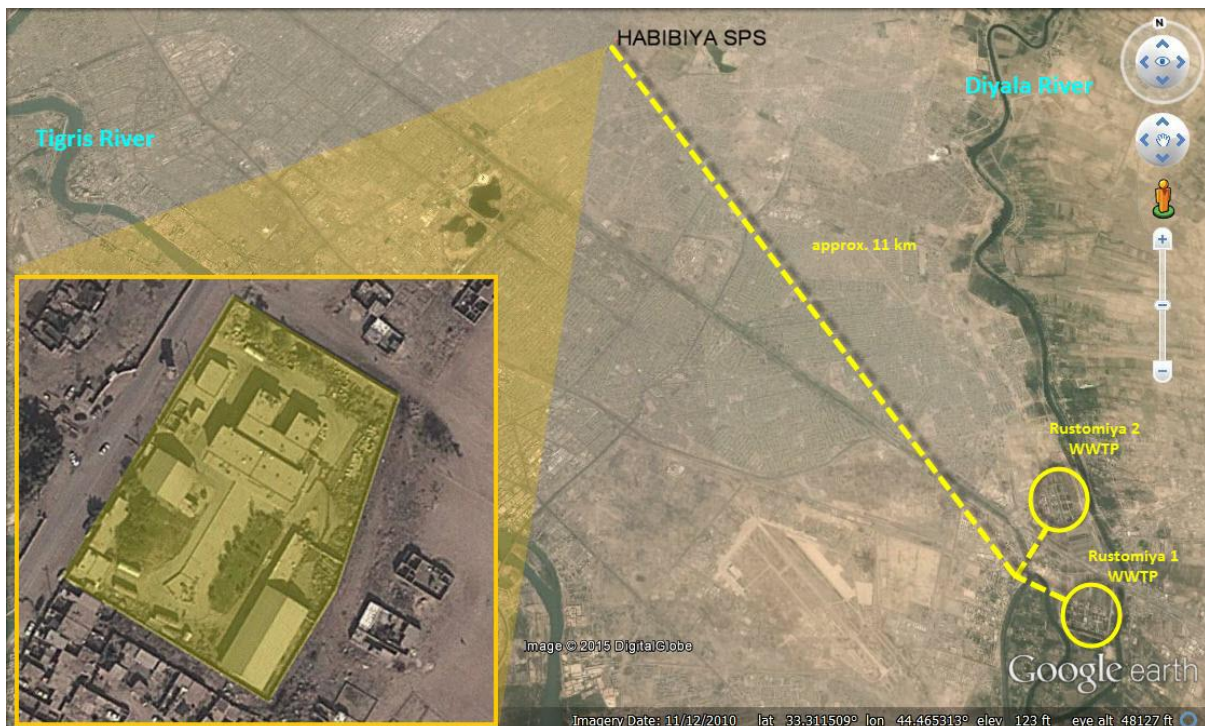 HABIBIYA SPS
N
Diyala River
Tigris River
approx. 11 km
Rustomiya 2
WWTP
Rustomiya 1
WWTP
Image © 2015 DigitalGlobe
Google earth
Imagery Date: 11/12/2010 lat 33.311509° lon 44.465313° elev 123 ft eye alt 48127 ft